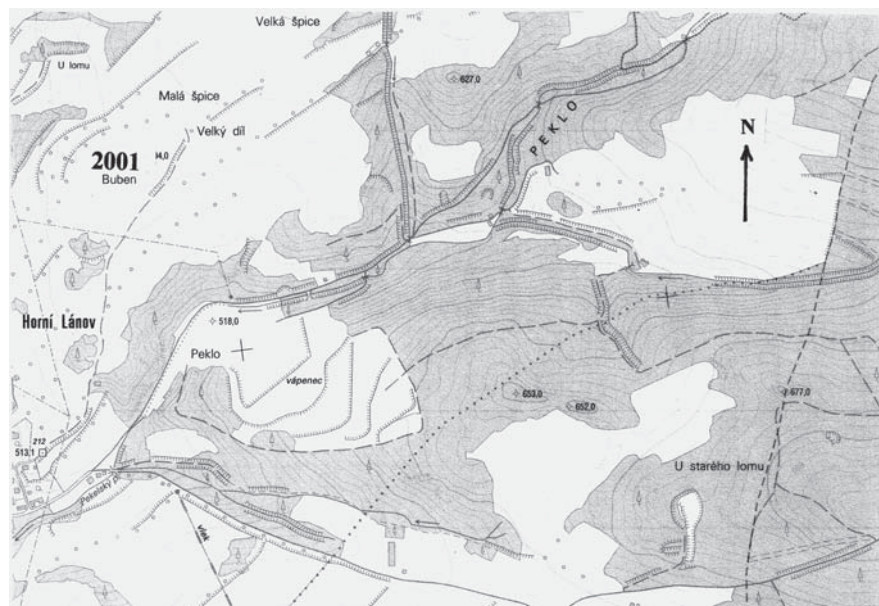 Velká špice
U lomu
627,0
Malá špice
Velký díl
PEKLO
N
2001
Buben
Horní Lánov
518,0
Peklo
vápenec
653,0
652,0
677,0
212
513,1
U starého lomu
vlek